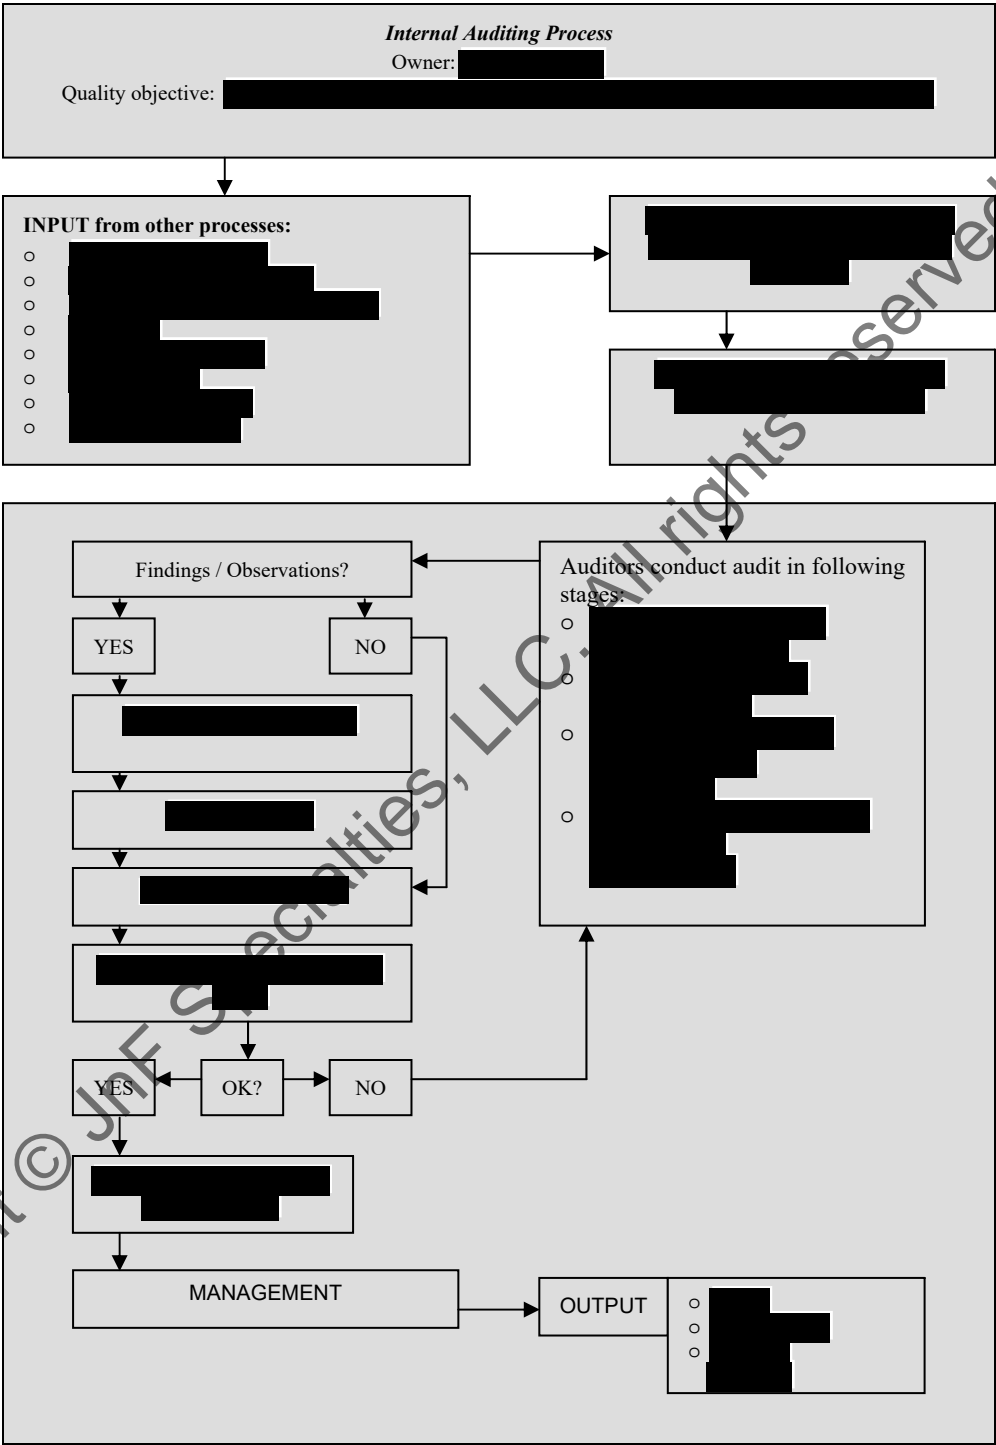 Internal Auditing Process
Owner:
Quality objective:
INPUT from other processes:
Auditors conduct audit in following
stages:
Findings / Observations?
YES
NO
YES
OK?
NO
MANAGEMENT
OUTPUT
© JnF Specialties, LLC. All rights reserved